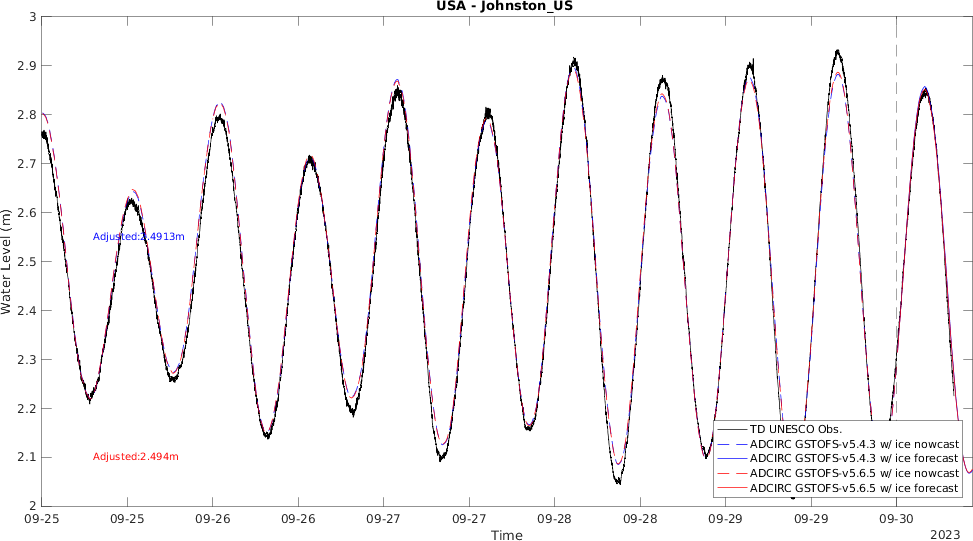 USA - Johnston_US
3
2.9
2.8
2.7
2.6
2.5
2.4
2.3
2.2
2.1
2
Water Level (m)
Adjusted:2.4913m
Adjusted:2.494m
TD UNESCO Obs.
ADCIRC GSTOFS-v5.4.3 w/ ice nowcast
ADCIRC GSTOFS-v5.4.3 w/ ice forecast
ADCIRC GSTOFS-v5.6.5 w/ ice nowcast
ADCIRC GSTOFS-v5.6.5 w/ ice forecast
09-25 09-25 09-26 09-26 09-27 09-27 09-28 09-28 09-29 09-29 09-30
Time
2023